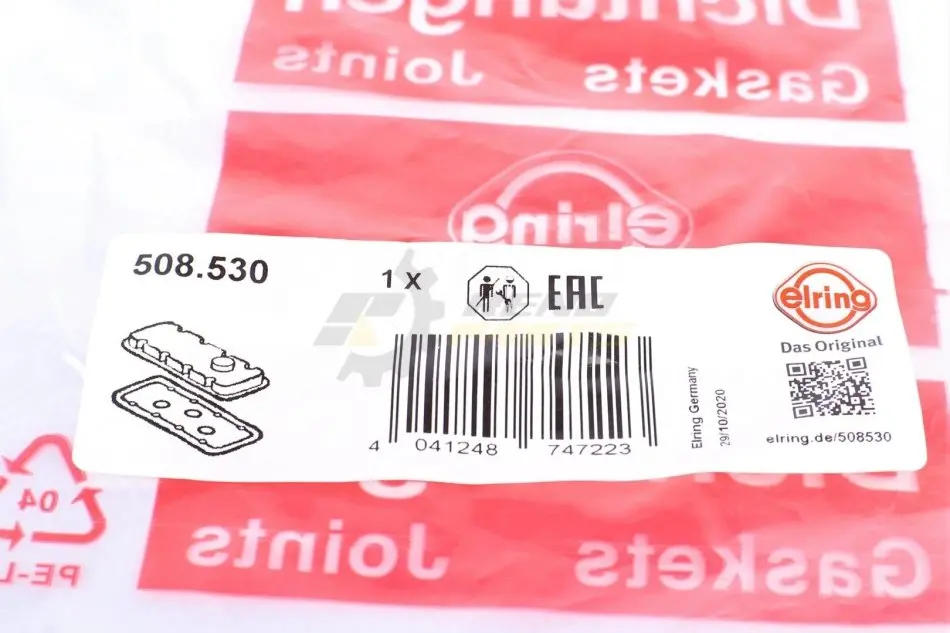 Dichtungen
Gaskets
Joints
elring
508.530
1 X
EAC
elring
Das Original
Elring Germany
29/10/2020
4 041248 747223
elring.de/508530
04
PE-L
Joints
Gaskets